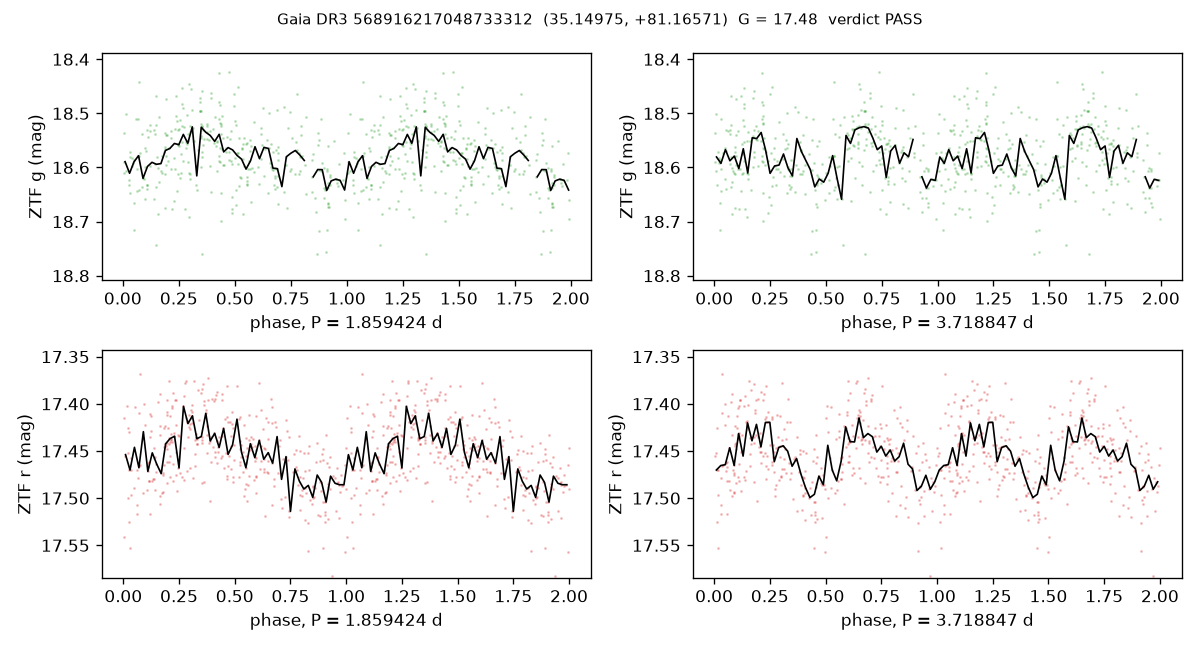 Gaia DR3 568916217048733312 (35.14975, +81.16571) G = 17.48 verdict PASS
18.4
18.5
18.6
18.7
18.8
ZTF g (mag)
0.00 0.25 0.50 0.75 1.00 1.25 1.50 1.75 2.00
phase, P = 1.859424 d
18.4
18.5
18.6
18.7
18.8
ZTF g (mag)
0.00 0.25 0.50 0.75 1.00 1.25 1.50 1.75 2.00
phase, P = 3.718847 d
17.35
17.40
17.45
17.50
17.55
ZTF r (mag)
0.00 0.25 0.50 0.75 1.00 1.25 1.50 1.75 2.00
phase, P = 1.859424 d
17.35
17.40
17.45
17.50
17.55
ZTF r (mag)
0.00 0.25 0.50 0.75 1.00 1.25 1.50 1.75 2.00
phase, P = 3.718847 d